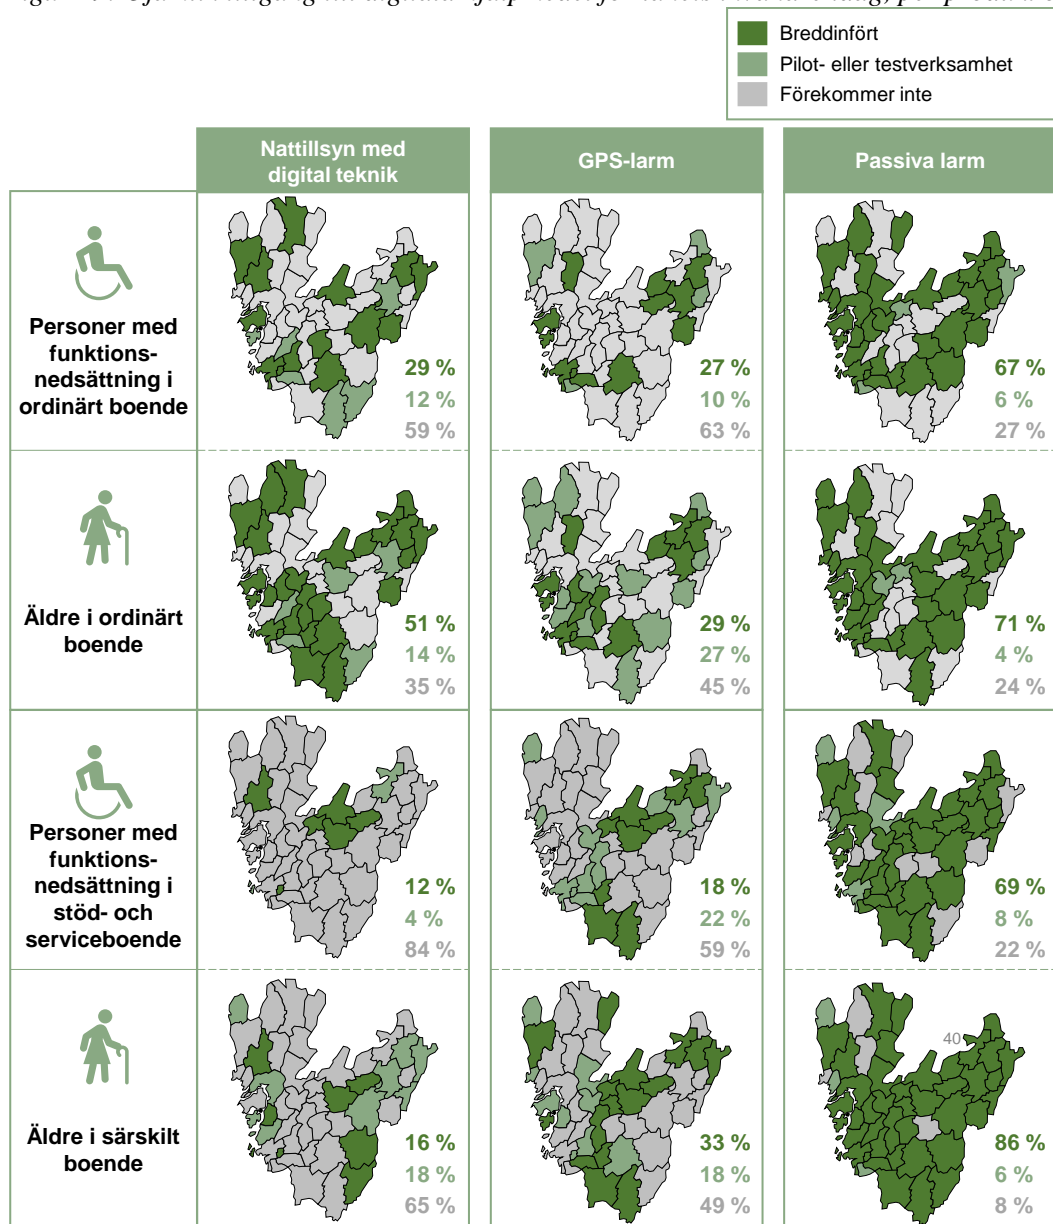 Breddinfört
Pilot- eller testverksamhet
Förekommer inte
Nattillsyn med
digital teknik
GPS-larm
Passiva larm
Personer med
funktions-
nedsättning i
ordinärt boende
29 %
12 %
59 %
27 %
10 %
63 %
67 %
6 %
27 %
Äldre i ordinärt
boende
51 %
14 %
35 %
29 %
27 %
45 %
71 %
4 %
24 %
Personer med
funktions-
nedsättning i
stöd- och
serviceboende
12 %
4 %
84 %
18 %
22 %
59 %
69 %
8 %
22 %
Äldre i särskilt
boende
16 %
18 %
65 %
33 %
18 %
49 %
40
86 %
6 %
8 %